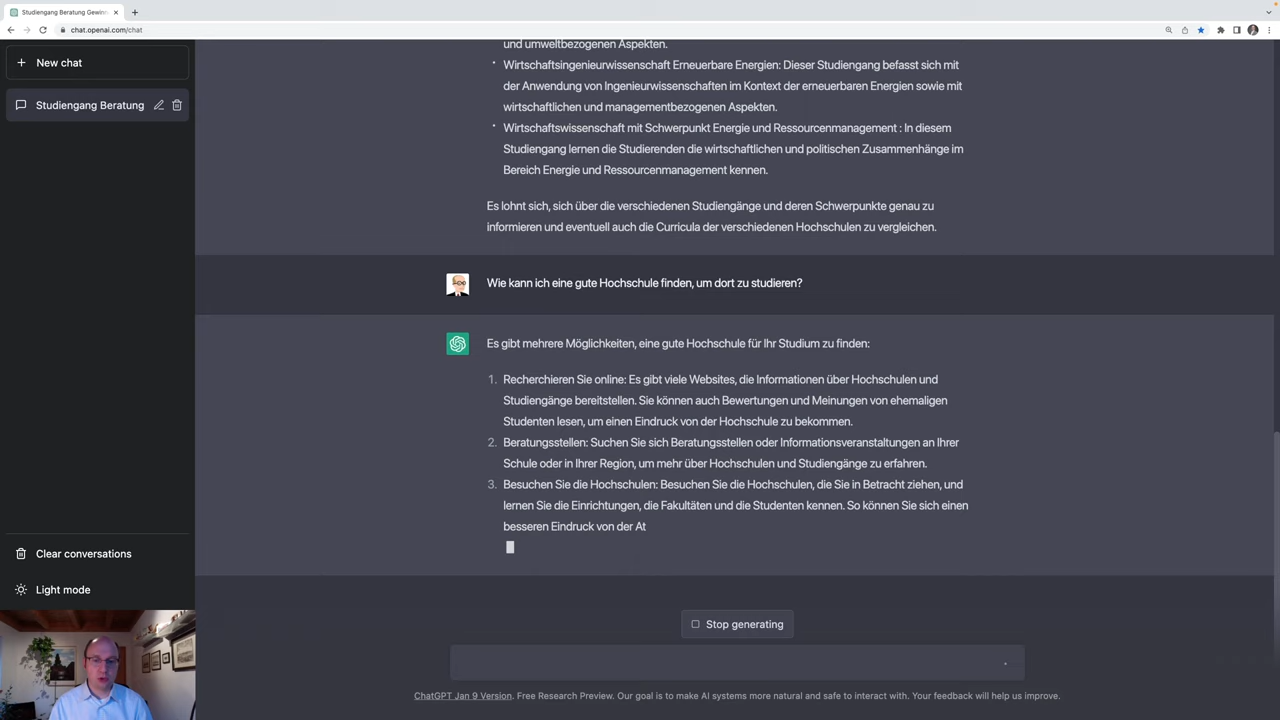 Studiengang Beratung Gewinn
chat.openai.com/chat
New chat
Studiengang Beratung
Clear conversations
Light mode
und umweltbezogenen Aspekten.
• Wirtschaftsingenieurwissenschaft Erneuerbare Energien: Dieser Studiengang befasst sich mit
der Anwendung von Ingenieurwissenschaften im Kontext der erneuerbaren Energien sowie mit
wirtschaftlichen und managementbezogenen Aspekten.
• Wirtschaftswissenschaft mit Schwerpunkt Energie und Ressourcenmanagement : In diesem
Studiengang lernen die Studierenden die wirtschaftlichen und politischen Zusammenhänge im
Bereich Energie und Ressourcenmanagement kennen.
Es lohnt sich, sich über die verschiedenen Studiengänge und deren Schwerpunkte genau zu
informieren und eventuell auch die Curricula der verschiedenen Hochschulen zu vergleichen.
Wie kann ich eine gute Hochschule finden, um dort zu studieren?
Es gibt mehrere Möglichkeiten, eine gute Hochschule für Ihr Studium zu finden:
1. Recherchieren Sie online: Es gibt viele Websites, die Informationen über Hochschulen und
Studiengänge bereitstellen. Sie können auch Bewertungen und Meinungen von ehemaligen
Studenten lesen, um einen Eindruck von der Hochschule zu bekommen.
2. Beratungsstellen: Suchen Sie sich Beratungsstellen oder Informationsveranstaltungen an Ihrer
Schule oder in Ihrer Region, um mehr über Hochschulen und Studiengänge zu erfahren.
3. Besuchen Sie die Hochschulen: Besuchen Sie die Hochschulen, die Sie in Betracht ziehen, und
lernen Sie die Einrichtungen, die Fakultäten und die Studenten kennen. So können Sie sich einen
besseren Eindruck von der At
Stop generating
ChatGPT Jan 9 Version. Free Research Preview. Our goal is to make AI systems more natural and safe to interact with. Your feedback will help us improve.